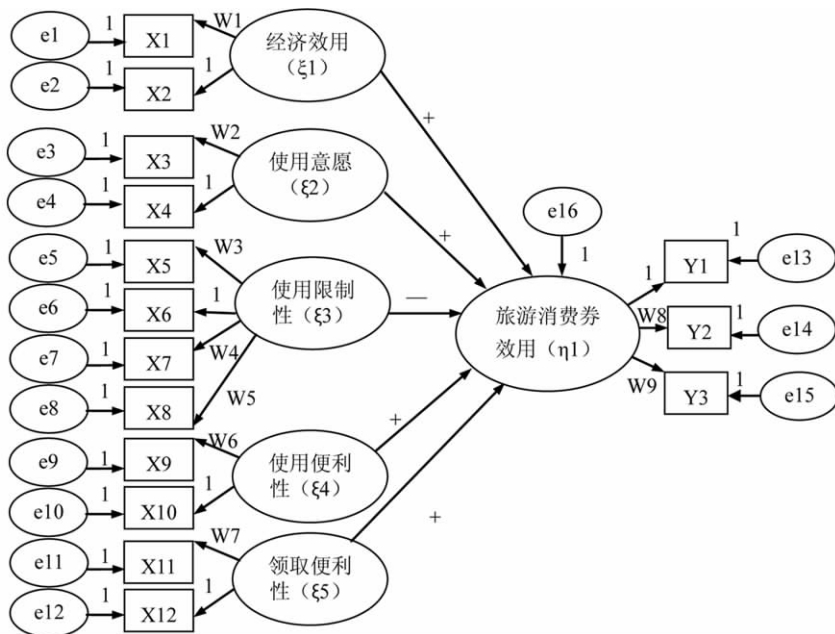 e1 1 X1 W1 经济效用
e2 1 X2 1 （ξ1）
+
e3 1 X3 W2 使用意愿
e4 1 X4 1 （ξ2）
+
e16
1
e5 1 X5 W3
e6 1 X6 1 使用限制
性（ξ3）
—
e7 1 X7 W4
e8 1 X8 W5
旅游消费券
效用（η1）
1 Y1 1 e13
W8 Y2 1 e14
W9 Y3 1 e15
e9 1 X9 W6 使用便利
e10 1 X10 1 性（ξ4）
+
e11 1 X11 W7 领取便利
e12 1 X12 1 性（ξ5）
+